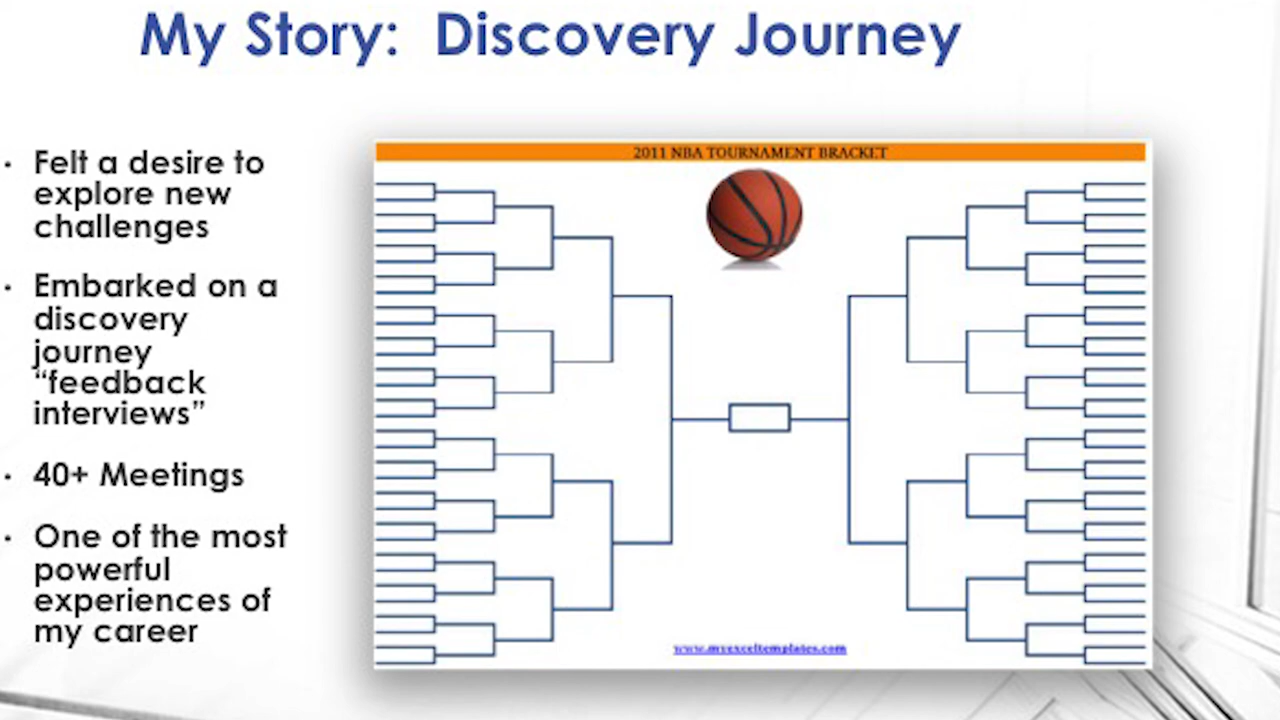 My Story: Discovery Journey
· Felt a desire to
explore new
challenges
· Embarked on a
discovery
journey
“feedback
interviews”
· 40+ Meetings
· One of the most
powerful
experiences of
my career
2011 NBA TOURNAMENT BRACKET
www.myexceltemplates.com